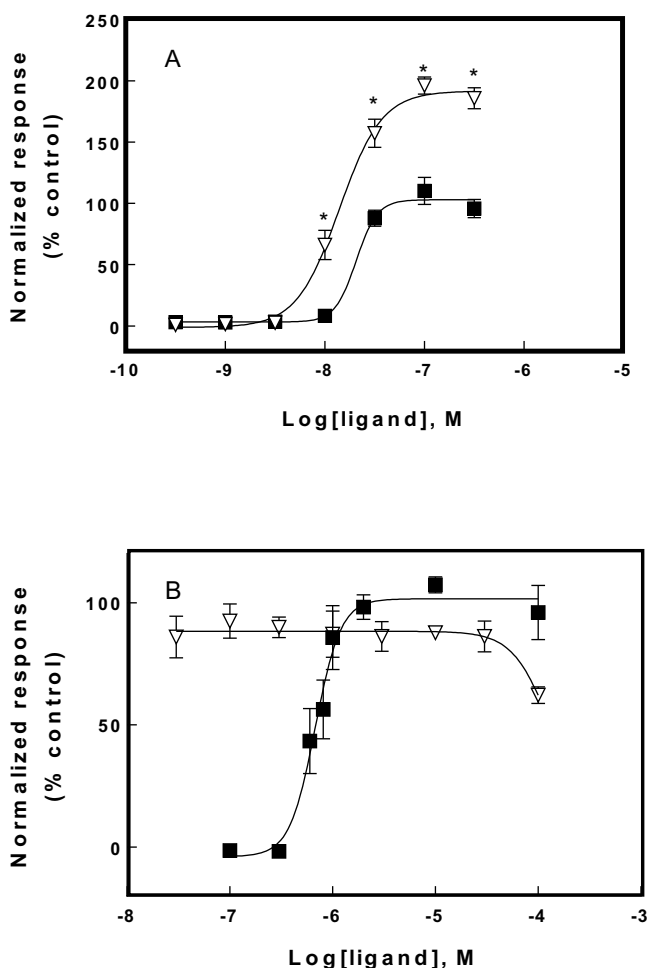 A
250
200
150
100
50
0
Normalized response
(% control)
*
*
*
*
-10 -9 -8 -7 -6 -5
Log[ligand], M
B
100
50
0
Normalized response
(% control)
-8 -7 -6 -5 -4 -3
Log[ligand], M